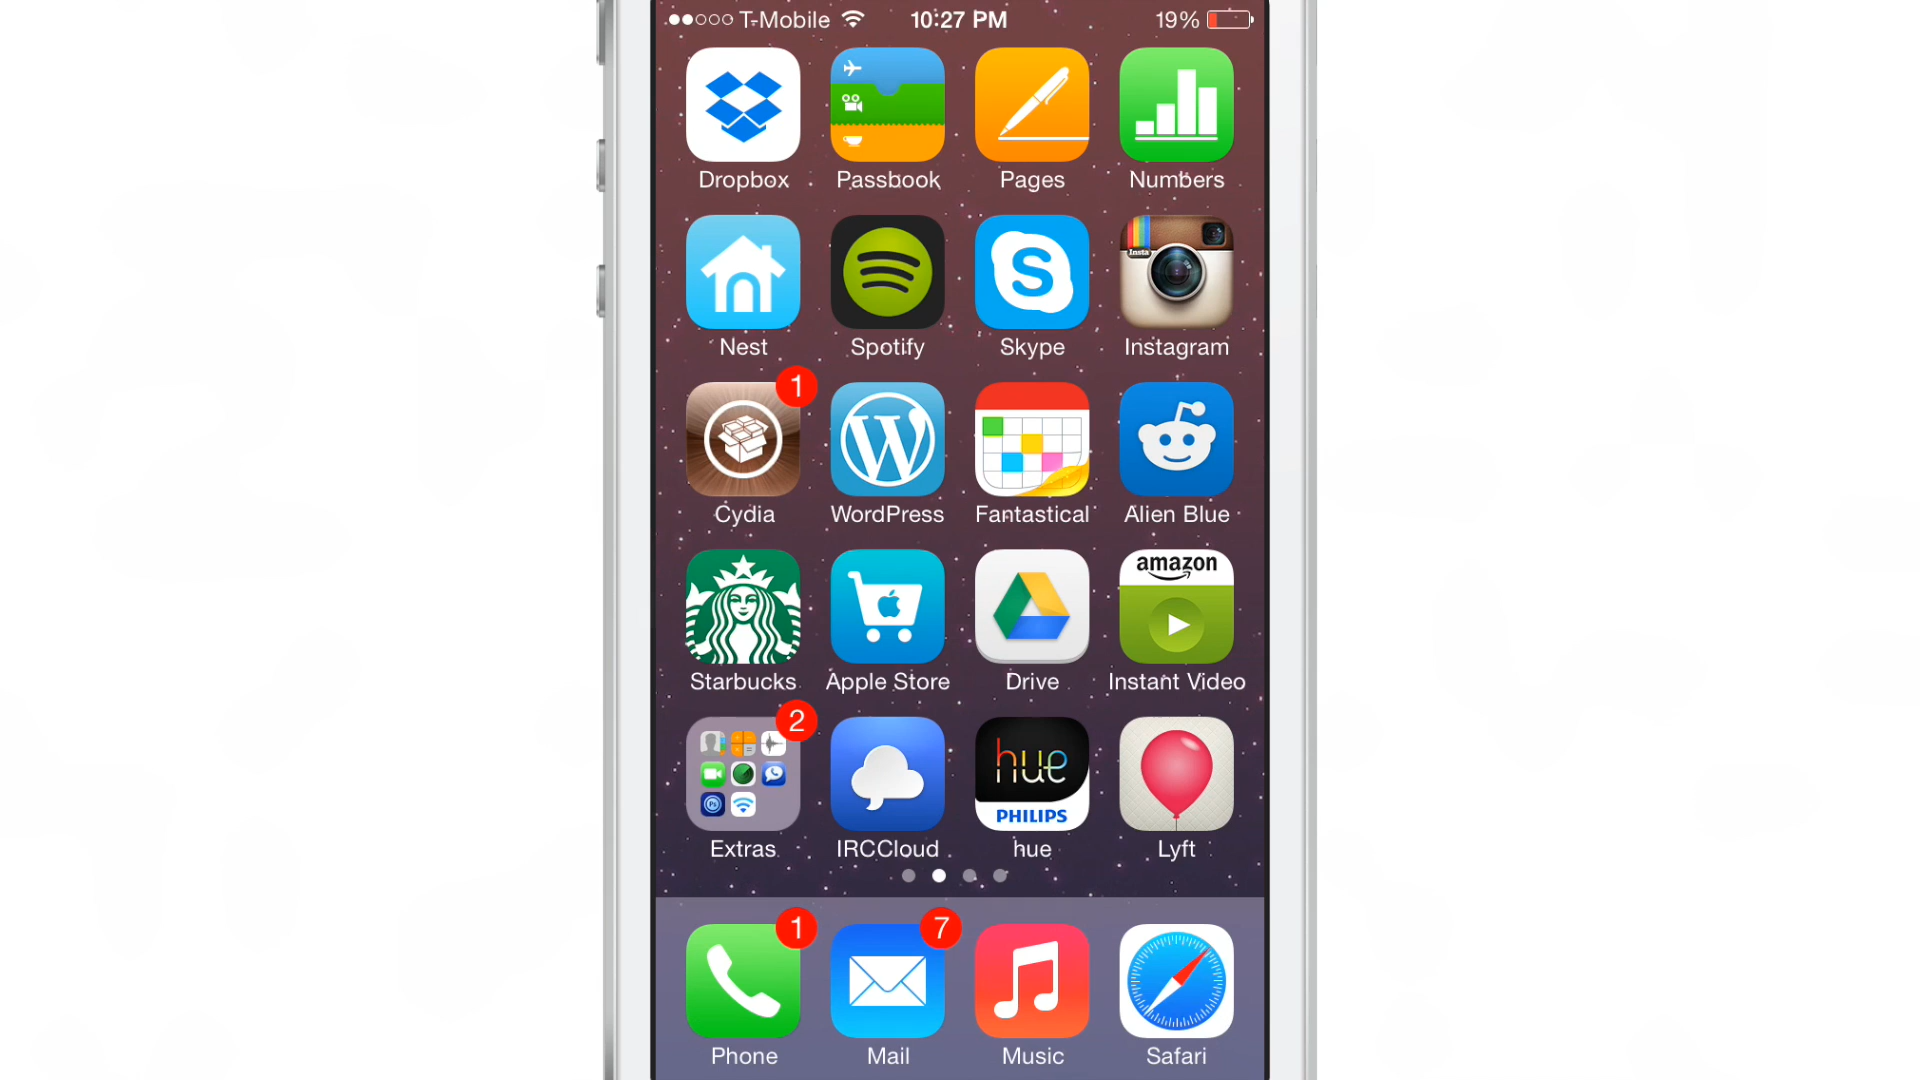 T-Mobile 10:27 PM 19%
Dropbox Passbook Pages Numbers
Insta
Nest Spotify Skype Instagram
1
Cydia WordPress Fantastical Alien Blue
amazon
Starbucks Apple Store Drive Instant Video
2
hue
PHILIPS
Extras IRCCloud hue Lyft
1 7
Phone Mail Music Safari